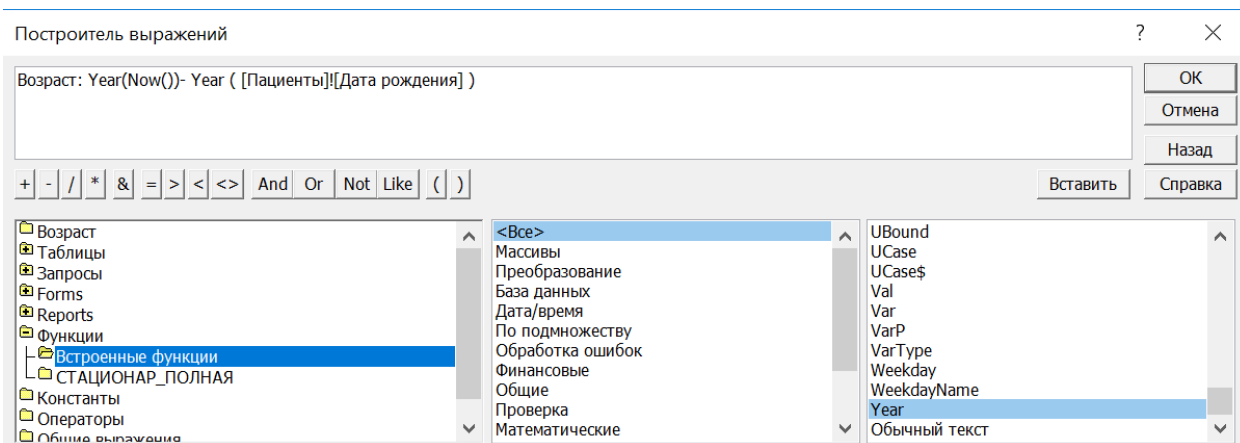 Построитель выражений
?
Возраст: Year(Now())- Year ( [Пациенты]![Дата рождения] )
OK
Отмена
Назад
+ - / * & = > < <> And Or Not Like ( )
Вставить
Справка
Возраст
Таблицы
Запросы
Forms
Reports
Функции
Встроенные функции
СТАЦИОНАР_ПОЛНАЯ
Константы
Операторы
Общие выражения
<Все>
Массивы
Преобразование
База данных
Дата/время
По подмножеству
Обработка ошибок
Финансовые
Общие
Проверка
Математические
UBound
UCase
UCase$
Val
Var
VarP
VarType
Weekday
WeekdayName
Year
Обычный текст